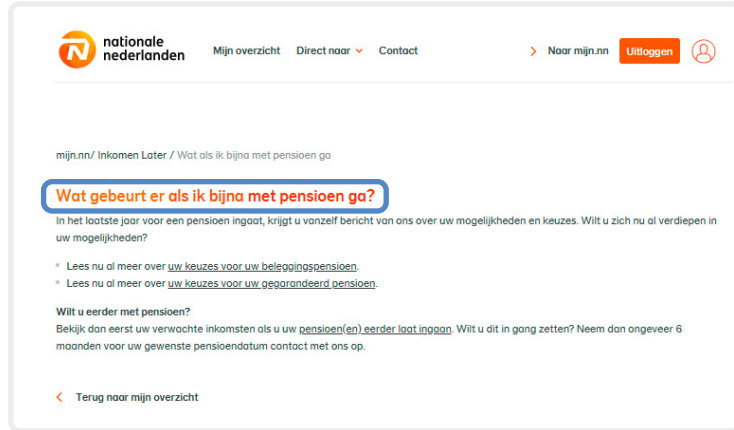 nationale
nederlanden
Mijn overzicht Direct naar Contact Naar mijn.nn Uitloggen
mijn.nn/ Inkomen Later / Wat als ik bijna met pensioen ga
Wat gebeurt er als ik bijna met pensioen ga?
In het laatste jaar voor een pensioen ingaat, krijgt u vanzelf bericht van ons over uw mogelijkheden en keuzes. Wilt u zich nu al verdiepen in
uw mogelijkheden?
Lees nu al meer over uw keuzes voor uw beleggingspensioen.
Lees nu al meer over uw keuzes voor uw gegarandeerd pensioen.
Wilt u eerder met pensioen?
Bekijk dan eerst uw verwachte inkomsten als u uw pensioen(en) eerder laat ingaan. Wilt u dit in gang zetten? Neem dan ongeveer 6
maanden voor uw gewenste pensioendatum contact met ons op.
Terug naar mijn overzicht